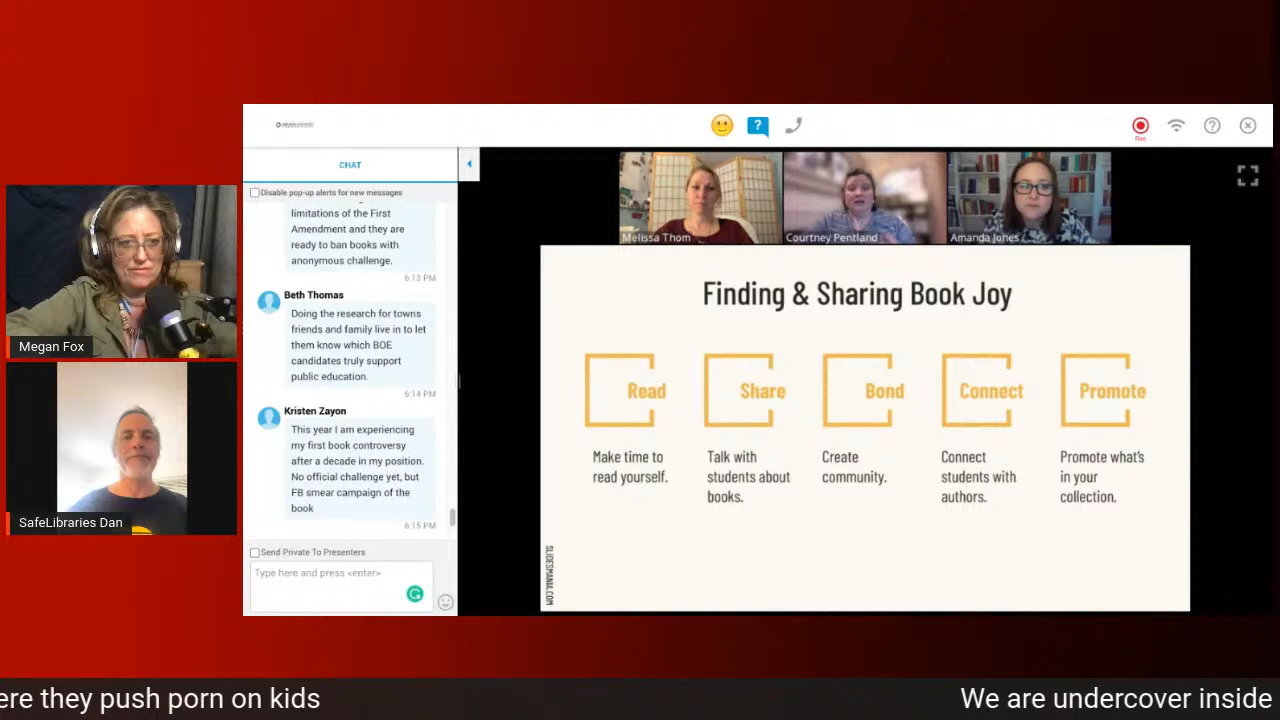 CHAT
Disable pop-up alerts for new messages
limitations of the First
Amendment and they are
ready to ban books with
anonymous challenge.
6:13 PM
Beth Thomas
Doing the research for towns
friends and family live in to let
them know which BOE
candidates truly support
public education.
6:14 PM
Kristen Zayon
This year I am experiencing
my first book controversy
after a decade in my position.
No official challenge yet, but
FB smear campaign of the
book
6:15 PM
Send Private To Presenters
Type here and press <enter>
Rec
Melissa Thom
Courtney Pentland
Amanda Jones
Finding & Sharing Book Joy
Read
Share
Bond
Connect
Promote
Make time to
read yourself.
Talk with
students about
books.
Create
community.
Connect
students with
authors.
Promote what's
in your
collection.
SLIDESMANIA.COM
Megan Fox
SafeLibraries Dan
ere they push porn on kids
We are undercover inside